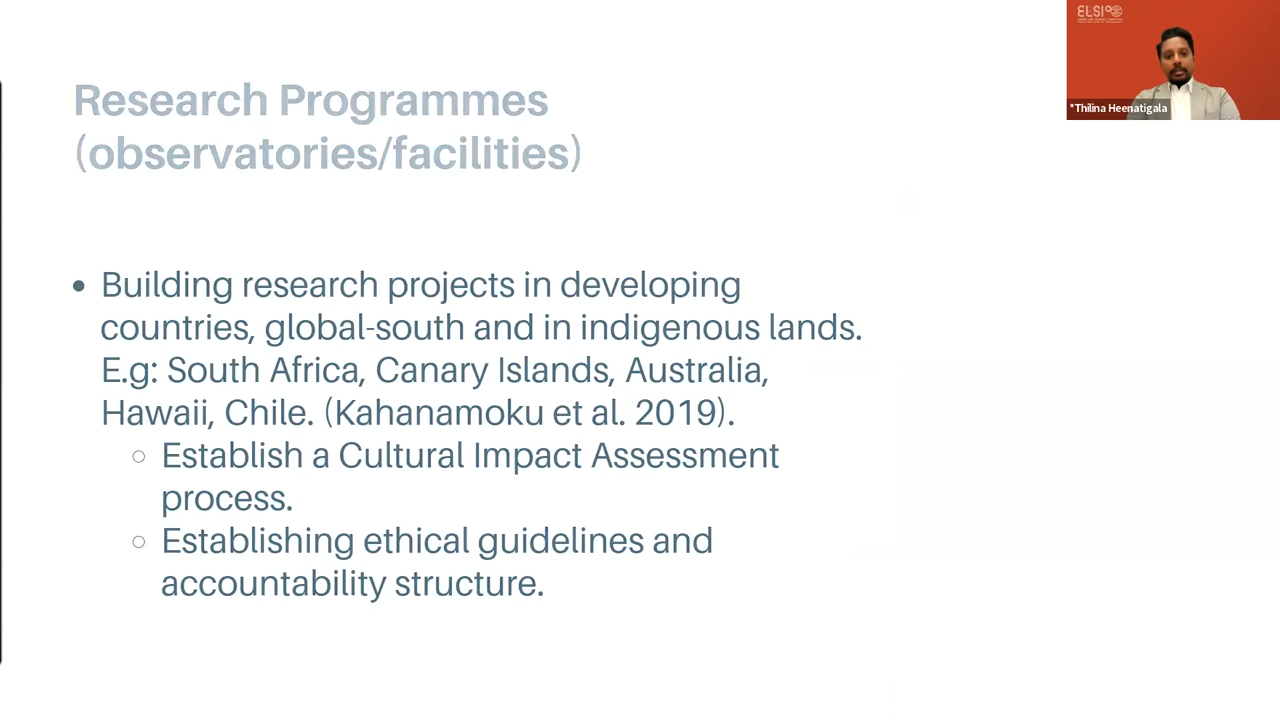 Research Programmes
(observatories/facilities)
• Building research projects in developing
countries, global-south and in indigenous lands.
E.g: South Africa, Canary Islands, Australia,
Hawaii, Chile. (Kahanamoku et al. 2019).
○ Establish a Cultural Impact Assessment
process.
○ Establishing ethical guidelines and
accountability structure.
ELSI
*Thilina Heenatigala